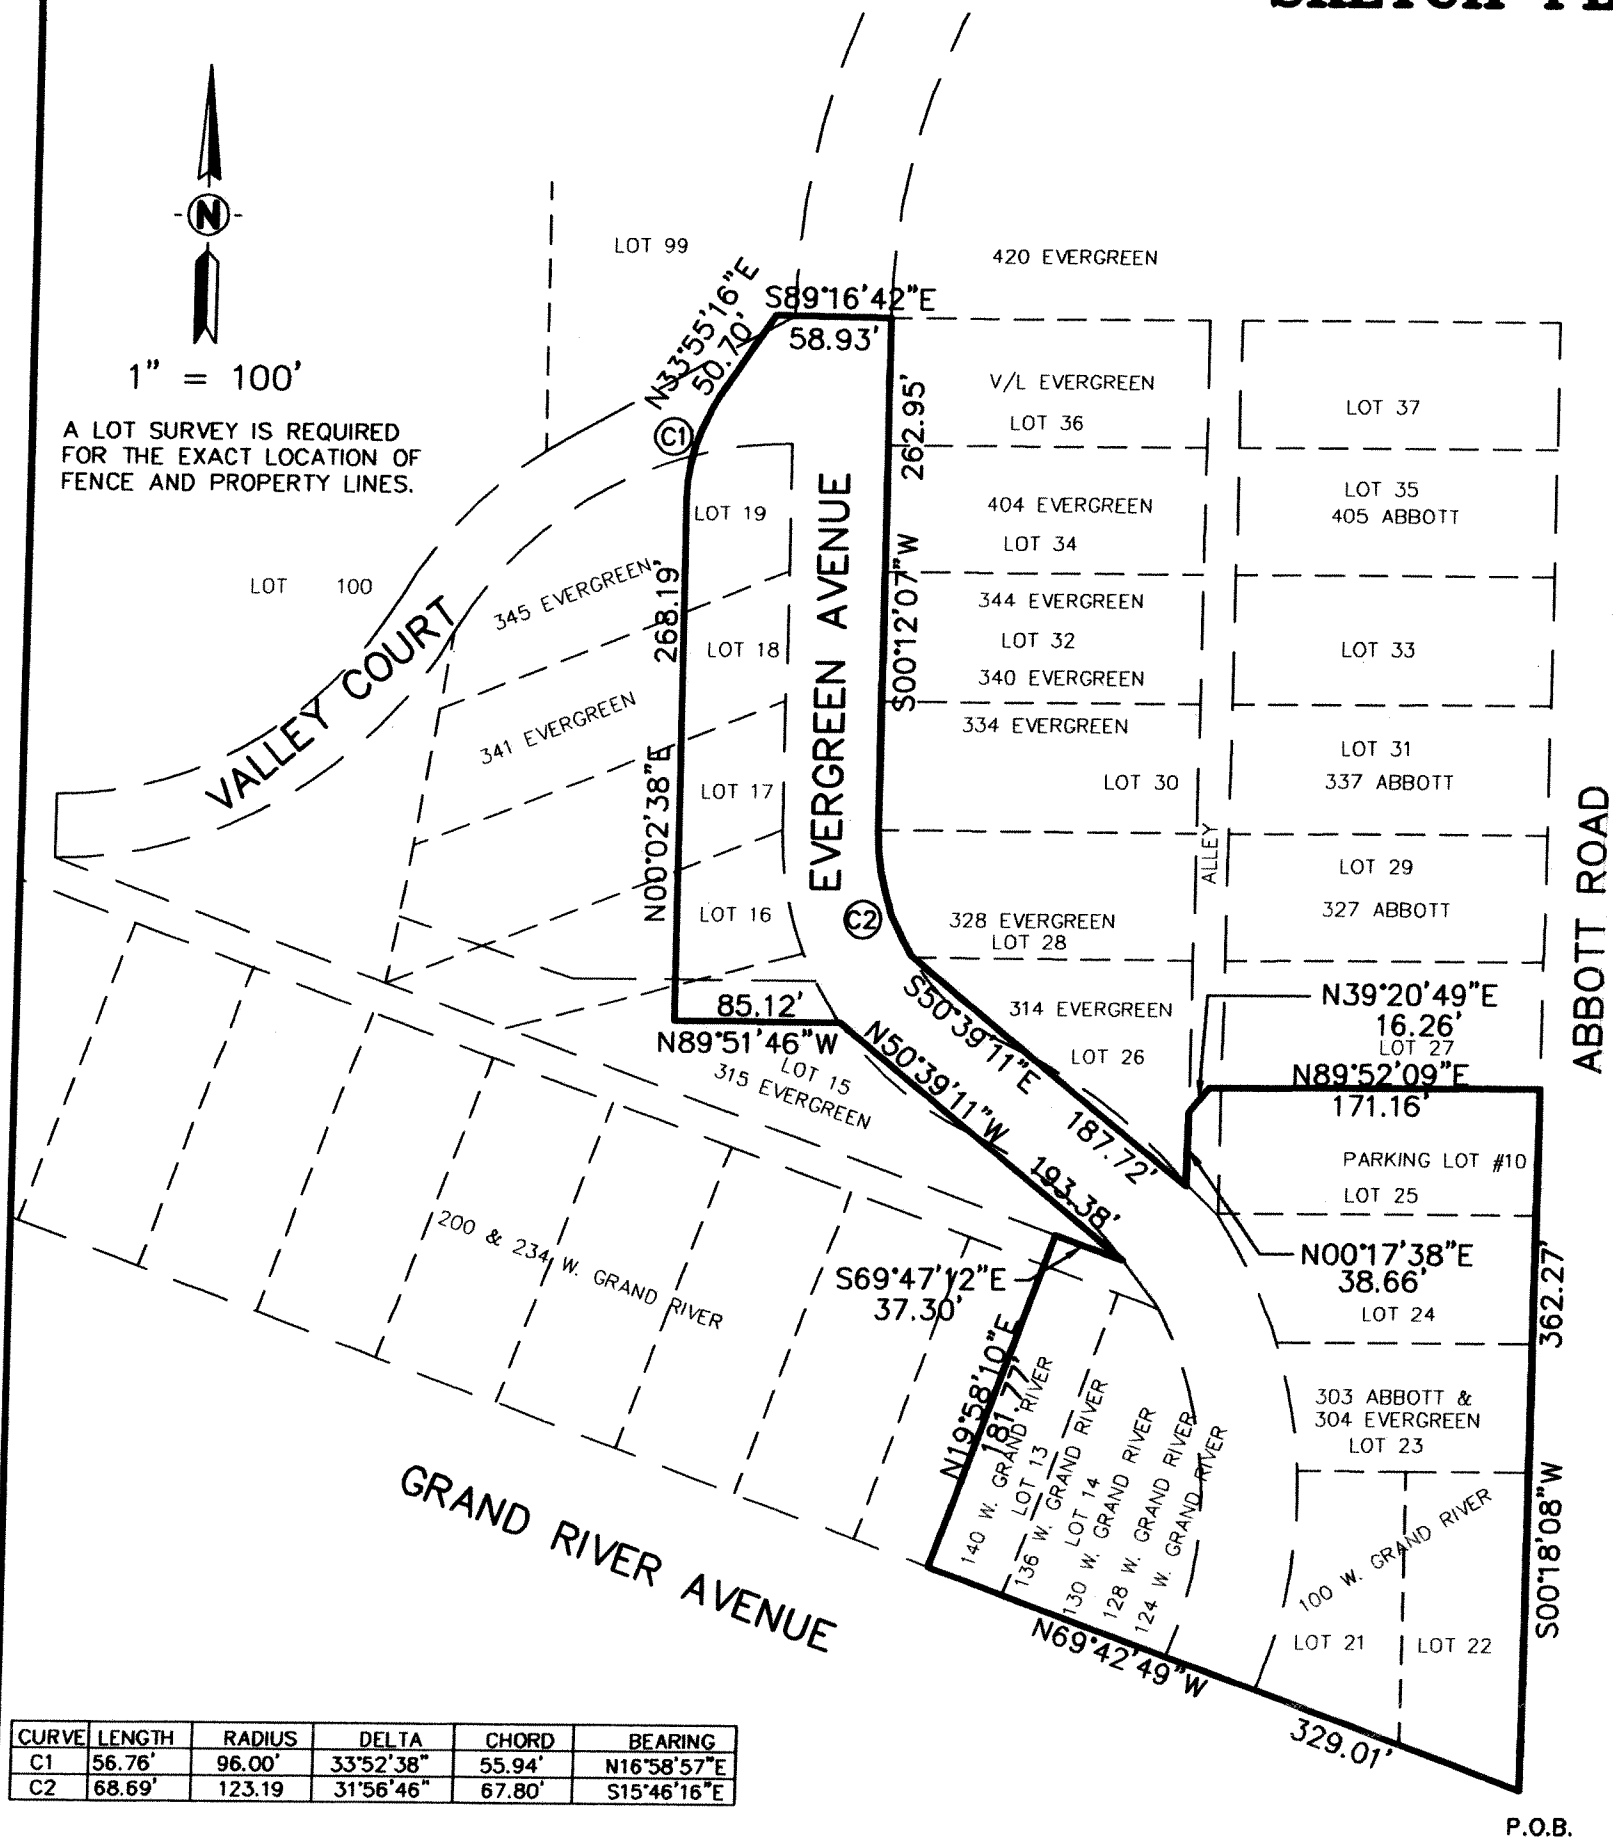 N
1" = 100'
A LOT SURVEY IS REQUIRED
FOR THE EXACT LOCATION OF
FENCE AND PROPERTY LINES.
LOT 99
420 EVERGREEN
N33°55'16"E
50.70'
S89°16'42"E
58.93'
C1
262.95'
S00°12'07"W
V/L EVERGREEN
LOT 36
LOT 37
404 EVERGREEN
LOT 34
LOT 35
405 ABBOTT
344 EVERGREEN
LOT 32
340 EVERGREEN
LOT 33
334 EVERGREEN
LOT 30
LOT 31
337 ABBOTT
ALLEY
LOT 29
327 ABBOTT
328 EVERGREEN
LOT 28
314 EVERGREEN
LOT 26
LOT 100
VALLEY COURT
345 EVERGREEN
341 EVERGREEN
LOT 19
LOT 18
LOT 17
LOT 16
268.19'
N00°02'38"E
EVERGREEN AVENUE
C2
85.12'
N89°51'46"W
LOT 15
315 EVERGREEN
S50°39'11"E
187.72'
N50°39'11"W
193.38'
N39°20'49"E
16.26'
LOT 27
N89°52'09"E
171.16'
ABBOTT ROAD
PARKING LOT #10
LOT 25
N00°17'38"E
38.66'
LOT 24
362.27'
S00°18'08"W
303 ABBOTT &
304 EVERGREEN
LOT 23
100 W. GRAND RIVER
LOT 21
LOT 22
200 & 234 W. GRAND RIVER
S69°47'12"E
37.30'
N19°58'10"E
181.77'
140 W. GRAND RIVER
LOT 13
136 W. GRAND RIVER
LOT 14
130 W. GRAND RIVER
128 W. GRAND RIVER
124 W. GRAND RIVER
GRAND RIVER AVENUE
N69°42'49"W
329.01'
P.O.B.
CURVE LENGTH RADIUS DELTA CHORD BEARING
C1 56.76' 96.00' 33°52'38" 55.94' N16°58'57"E
C2 68.69' 123.19 31°56'46" 67.80' S15°46'16"E